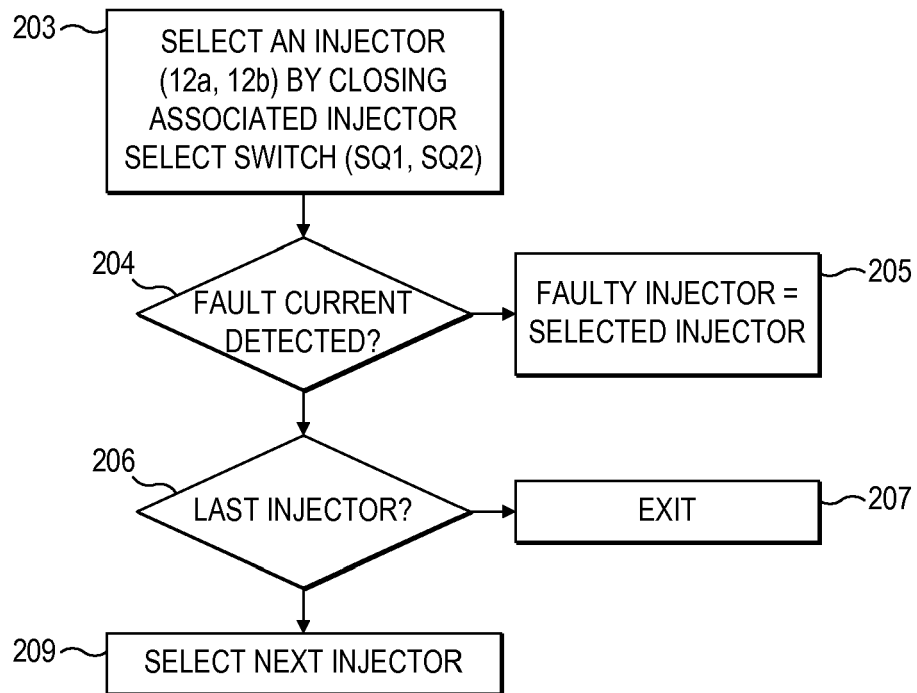 203
SELECT AN INJECTOR
(12a, 12b) BY CLOSING
ASSOCIATED INJECTOR
SELECT SWITCH (SQ1, SQ2)
204
FAULT CURRENT
DETECTED?
FAULTY INJECTOR =
SELECTED INJECTOR
205
206
LAST INJECTOR?
EXIT
207
209
SELECT NEXT INJECTOR